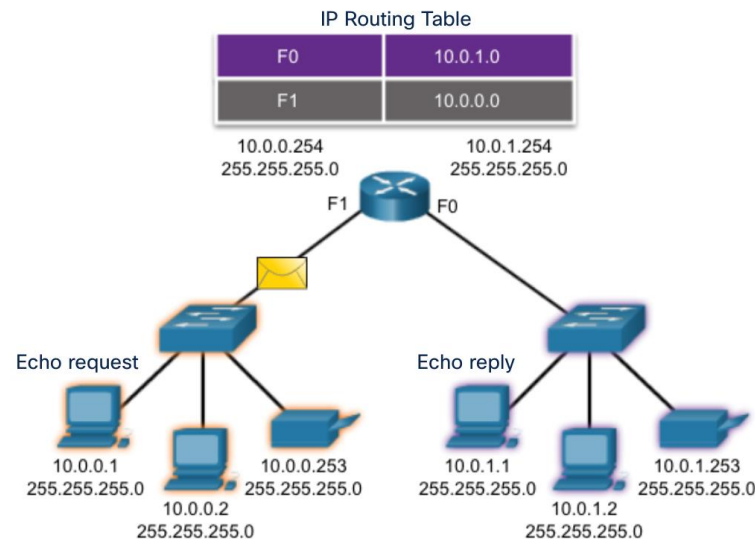 IP Routing Table
F0 10.0.1.0
F1 10.0.0.0
10.0.0.254
255.255.255.0
10.0.1.254
255.255.255.0
F1
F0
Echo request
Echo reply
10.0.0.1
255.255.255.0
10.0.0.2
255.255.255.0
10.0.0.253
255.255.255.0
10.0.1.1
255.255.255.0
10.0.1.2
255.255.255.0
10.0.1.253
255.255.255.0